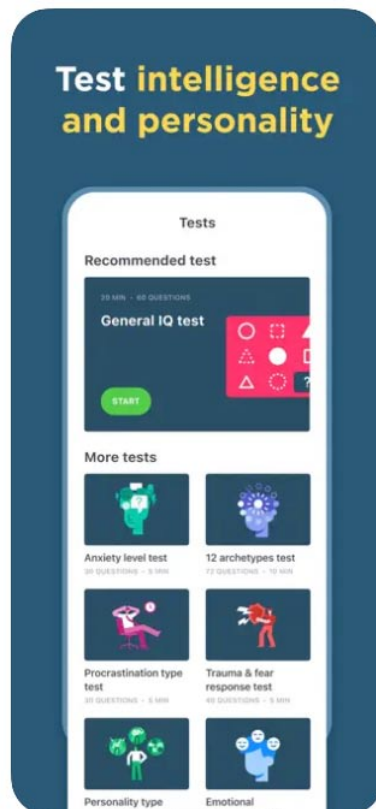 Test intelligence
and personality
Tests
Recommended test
20 MIN - 60 QUESTIONS
General IQ test
?
START
More tests
Anxiety level test
12 archetypes test
30 QUESTIONS - 5 MIN
72 QUESTIONS - 10 MIN
Procrastination type
test
Trauma & fear
response test
30 QUESTIONS - 5 MIN
40 QUESTIONS - 5 MIN
Personality type
Emotional